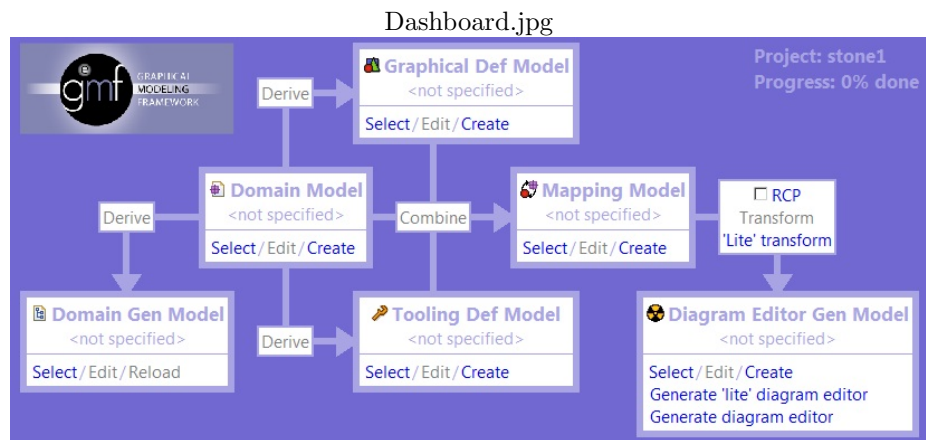 Dashboard.jpg
gmf
GRAPHICAL
MODELING
FRAMEWORK
Derive
Graphical Def Model
<not specified>
Select/Edit/Create
Project: stone1
Progress: 0% done
Derive
Domain Model
<not specified>
Select/Edit/Create
Combine
Mapping Model
<not specified>
Select/Edit/Create
RCP
Transform
'Lite' transform
Domain Gen Model
<not specified>
Select/Edit/Reload
Derive
Tooling Def Model
<not specified>
Select/Edit/Create
Diagram Editor Gen Model
<not specified>
Select/Edit/Create
Generate 'lite' diagram editor
Generate diagram editor